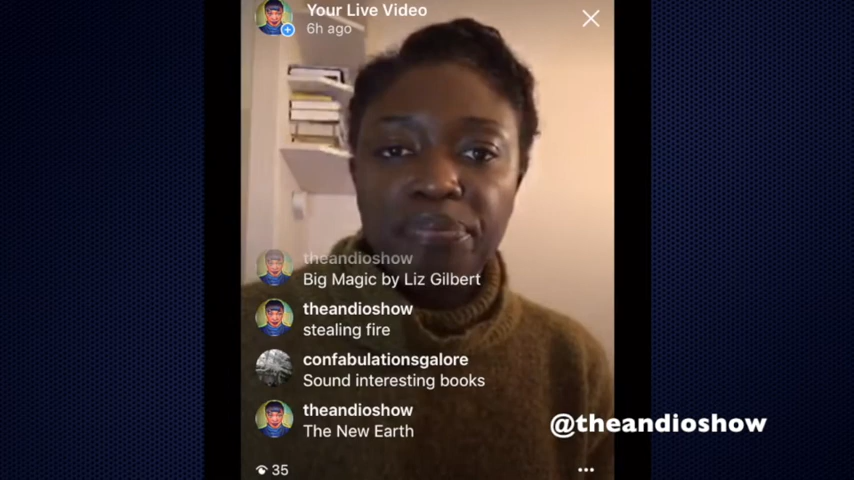 Your Live Video
6h ago
theandioshow
Big Magic by Liz Gilbert
theandioshow
stealing fire
confabulationsgalore
Sound interesting books
theandioshow
The New Earth
@theandioshow
35